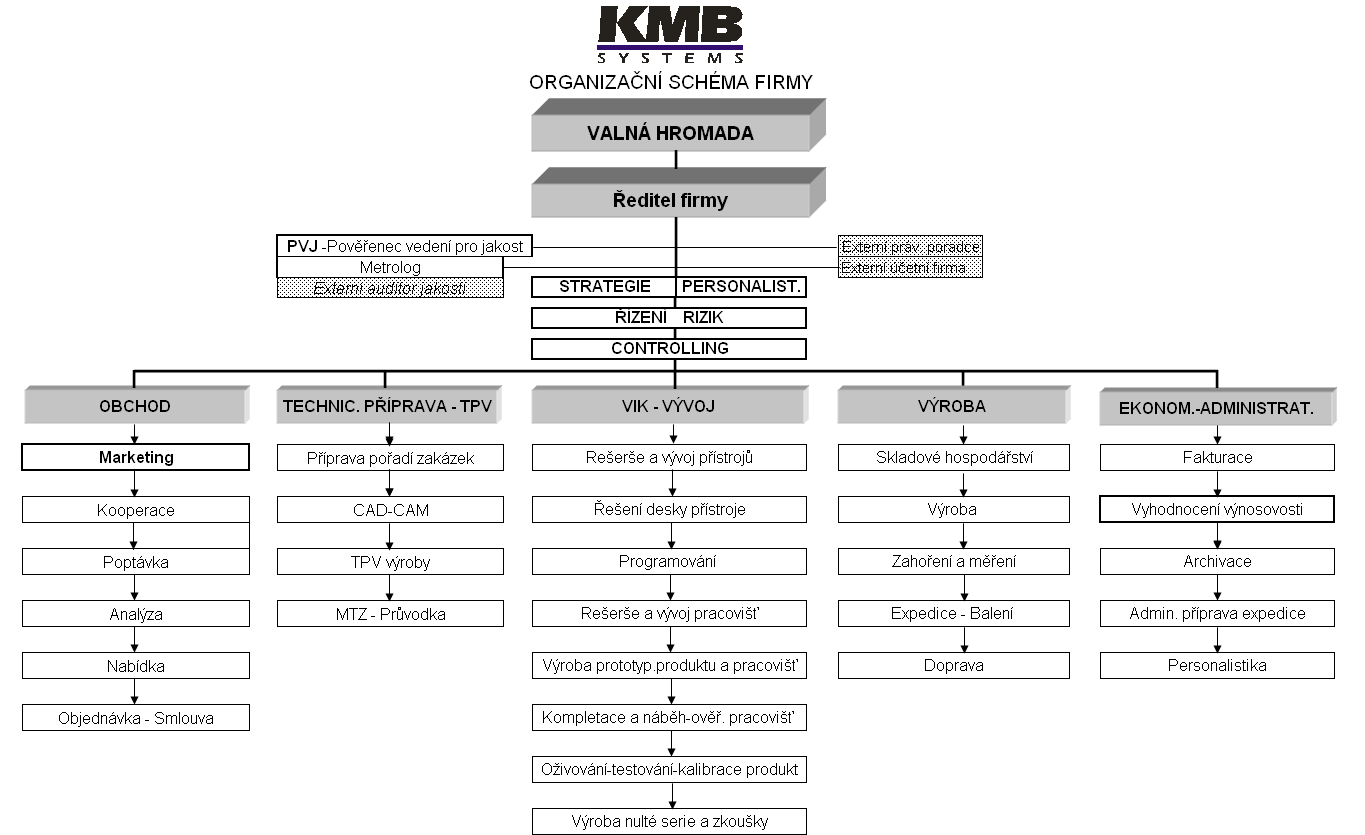 KMB
SYSTEMS
ORGANIZAČNÍ SCHÉMA FIRMY
VALNÁ HROMADA
Ředitel firmy
PVJ -Pověřenec vedení pro jakost
Metrolog
Externí auditor jakosti
Externí práv. poradce
Externí účetní firma
STRATEGIE PERSONALIST.
ŘIZENÍ RIZIK
CONTROLLING
OBCHOD
Marketing
Kooperace
Poptávka
Analýza
Nabídka
Objednávka - Smlouva
TECHNIC. PŘÍPRAVA - TPV
Příprava pořadí zakázek
CAD-CAM
TPV výroby
MTZ - Průvodka
VIK - VÝVOJ
Rešerše a vývoj přístrojů
Řešení desky přístroje
Programování
Rešerše a vývoj pracovišť
Výroba prototyp.produktu a pracovišť
Kompletace a náběh-ověř. pracovišť
Oživování-testování-kalibrace produkt
Výroba nulté serie a zkoušky
VÝROBA
Skladové hospodářství
Výroba
Zahoření a měření
Expedice - Balení
Doprava
EKONOM.-ADMINISTRAT.
Fakturace
Vyhodnocení výnosovosti
Archivace
Admin. příprava expedice
Personalistika